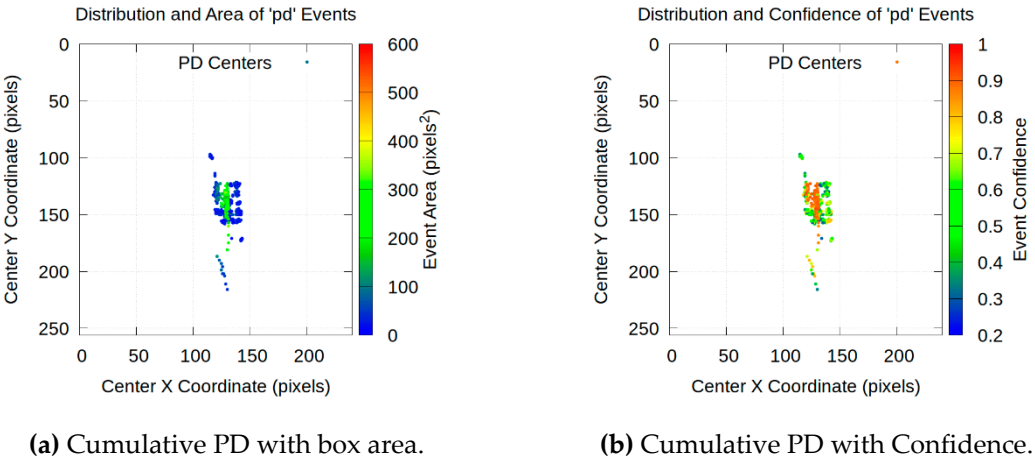 Distribution and Area of 'pd' Events
0
50
100
150
200
250
0 50 100 150 200
Center Y Coordinate (pixels)
Center X Coordinate (pixels)
PD Centers
600
500
400
300
200
100
0
Event Area (pixels²)
(a) Cumulative PD with box area.
Distribution and Confidence of 'pd' Events
0
50
100
150
200
250
0 50 100 150 200
Center Y Coordinate (pixels)
Center X Coordinate (pixels)
PD Centers
1
0.9
0.8
0.7
0.6
0.5
0.4
0.3
0.2
Event Confidence
(b) Cumulative PD with Confidence.